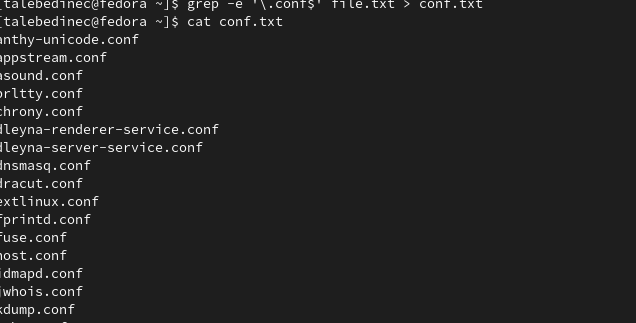 [talebedinec@fedora ~]$ grep -e '\.conf$' file.txt > conf.txt
[talebedinec@fedora ~]$ cat conf.txt
anthy-unicode.conf
appstream.conf
asound.conf
brltty.conf
chrony.conf
dleyna-renderer-service.conf
dleyna-server-service.conf
dnsmasq.conf
dracut.conf
extlinux.conf
fprintd.conf
fuse.conf
host.conf
idmapd.conf
jwhois.conf
kdump.conf